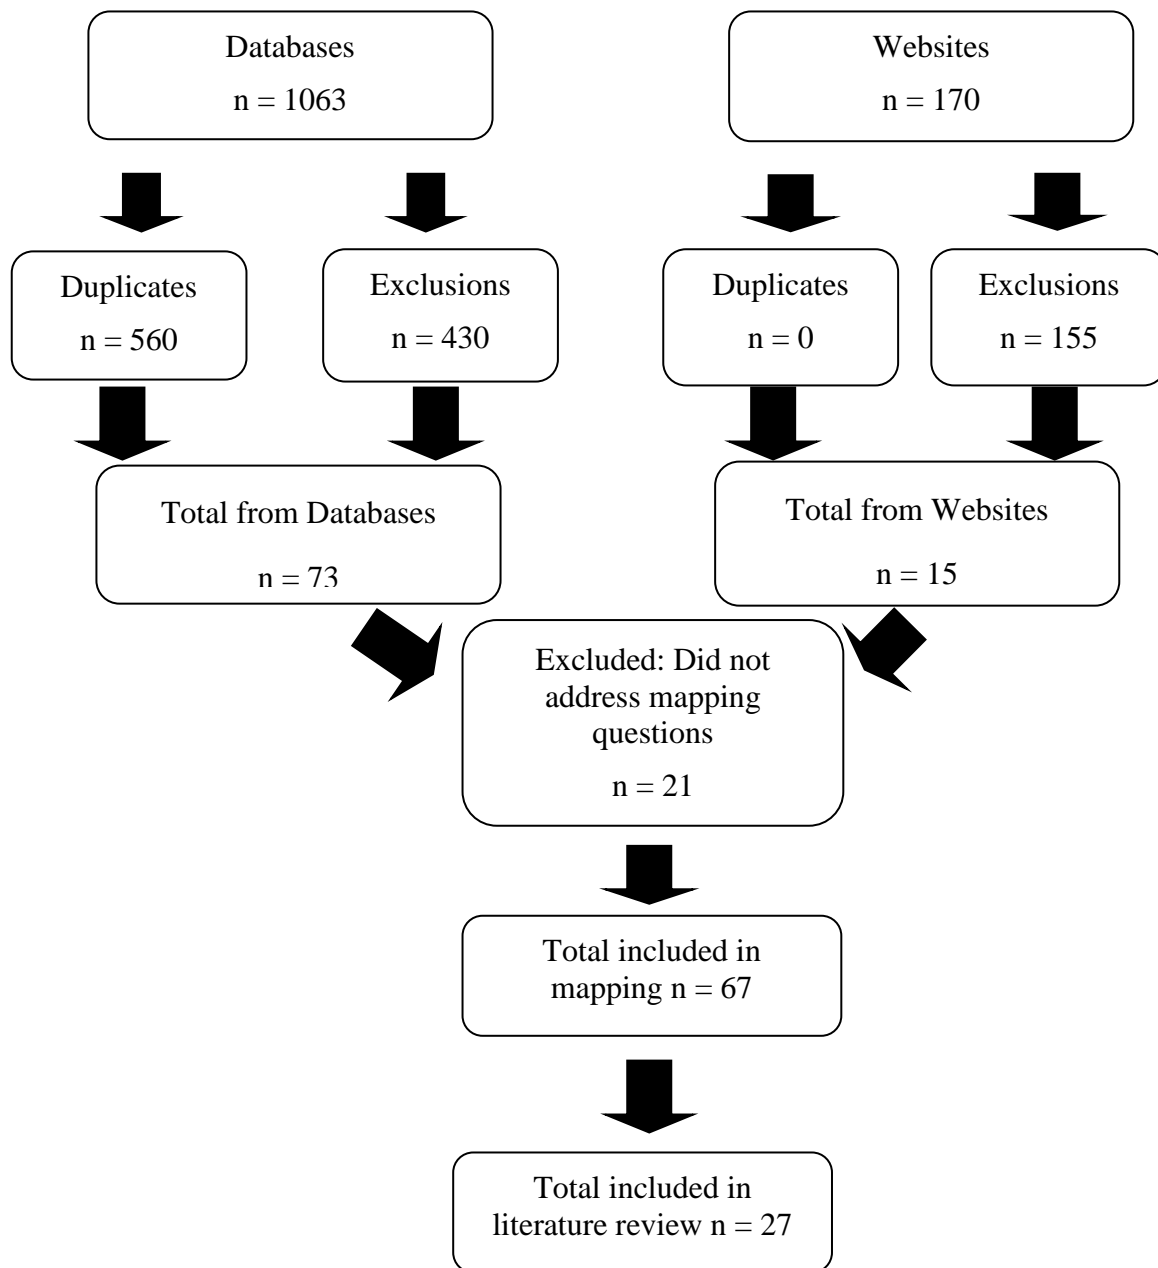 Databases
n = 1063
Websites
n = 170
Duplicates
n = 560
Exclusions
n = 430
Duplicates
n = 0
Exclusions
n = 155
Total from Databases
n = 73
Total from Websites
n = 15
Excluded: Did not
address mapping
questions
n = 21
Total included in
mapping n = 67
Total included in
literature review n = 27